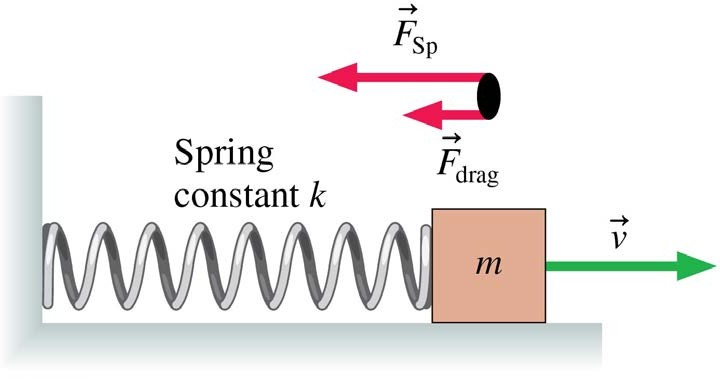 F⃗Sp
F⃗drag
Spring
constant k
v⃗
m